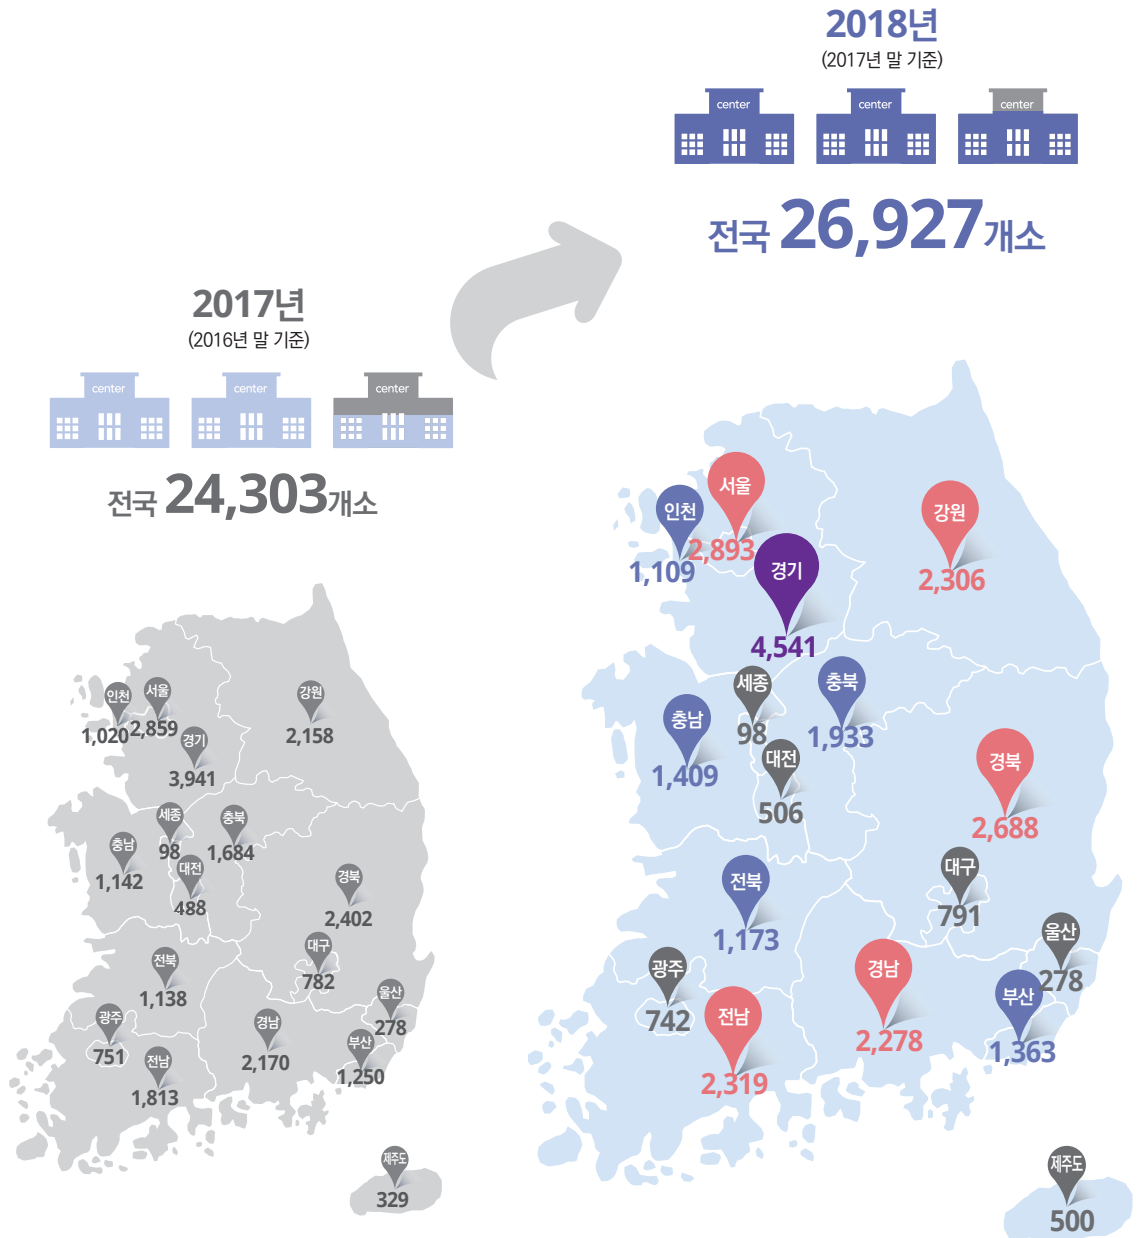 2018년
(2017년 말 기준)
center center center
전국 26,927개소
2017년
(2016년 말 기준)
center center center
전국 24,303개소
인천
1,020
서울
2,859
경기
3,941
강원
2,158
세종
98
충북
1,684
충남
1,142
대전
488
경북
2,402
대구
782
전북
1,138
울산
278
광주
751
경남
2,170
부산
1,250
전남
1,813
제주도
329
서울
2,893
인천
1,109
강원
2,306
경기
4,541
세종
98
충북
1,933
충남
1,409
대전
506
경북
2,688
대구
791
전북
1,173
울산
278
광주
742
경남
2,278
부산
1,363
전남
2,319
제주도
500